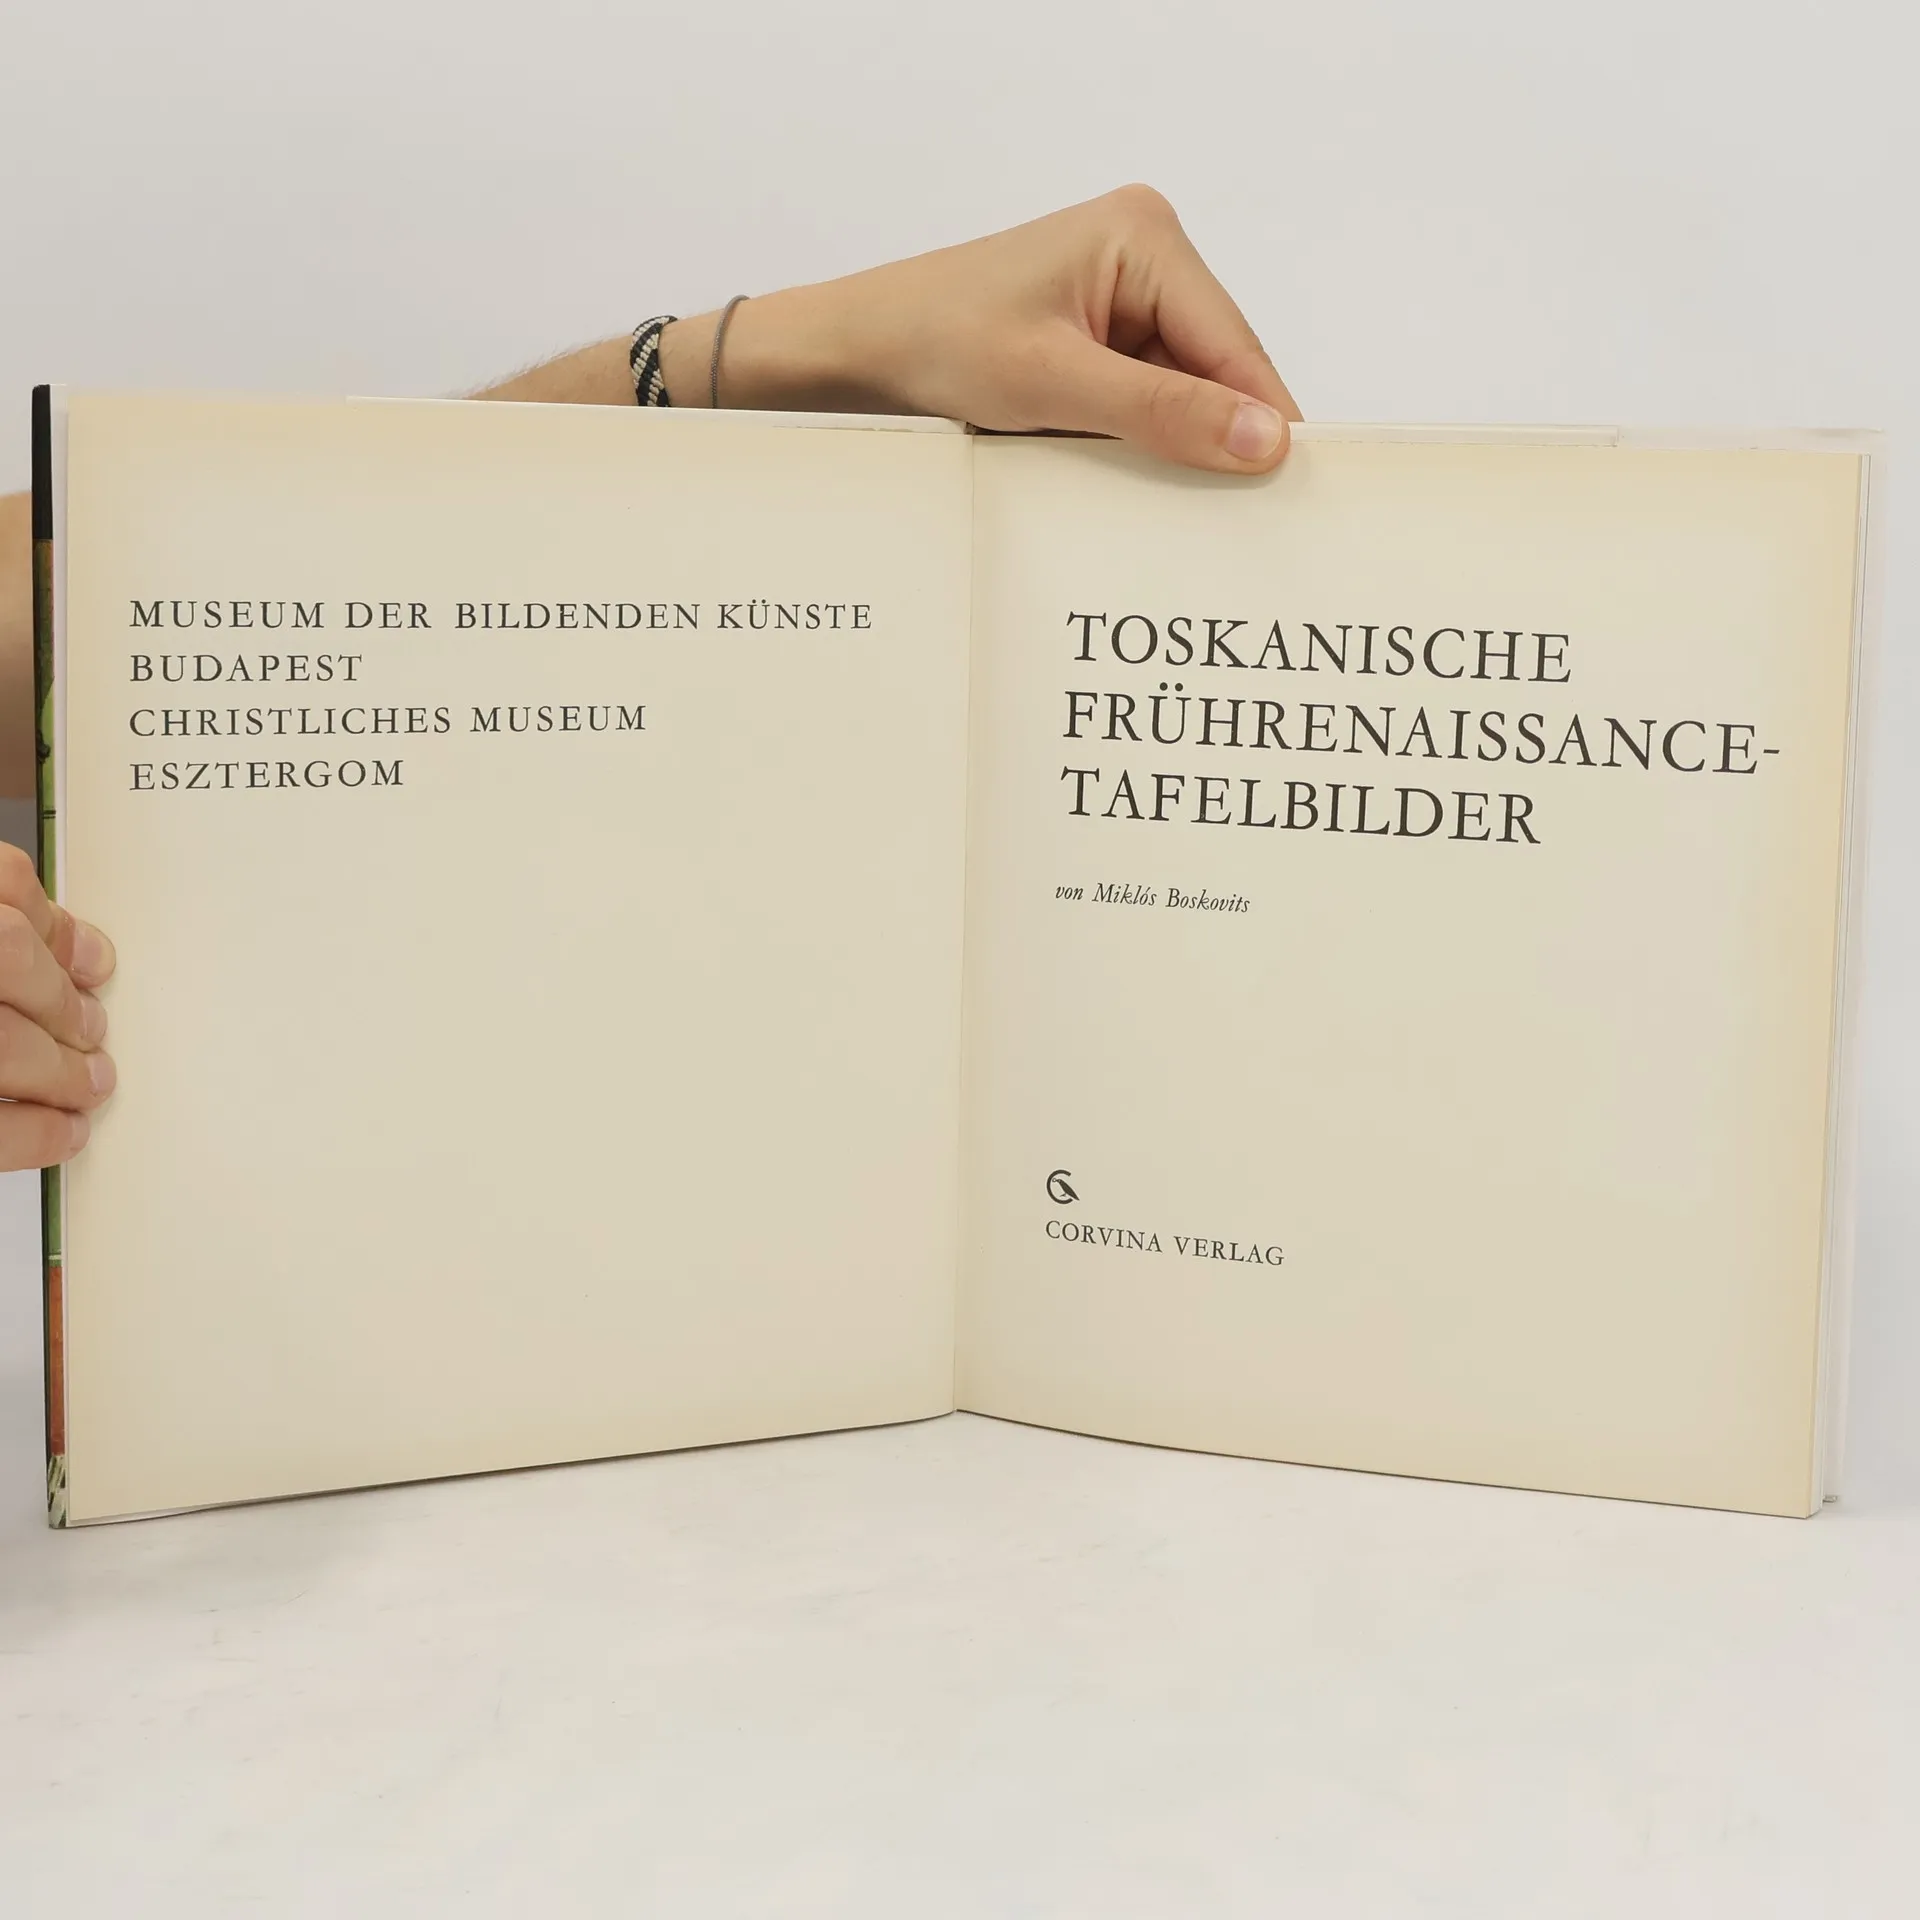 MUSEUM DER BILDENDEN KÜNSTE
BUDAPEST
CHRISTLICHES MUSEUM
ESZTERGOM
TOSKANISCHE
FRÜHRENAISSANCE-
TAFELBILDER
von Miklós Boskovits
CORVINA VERLAG